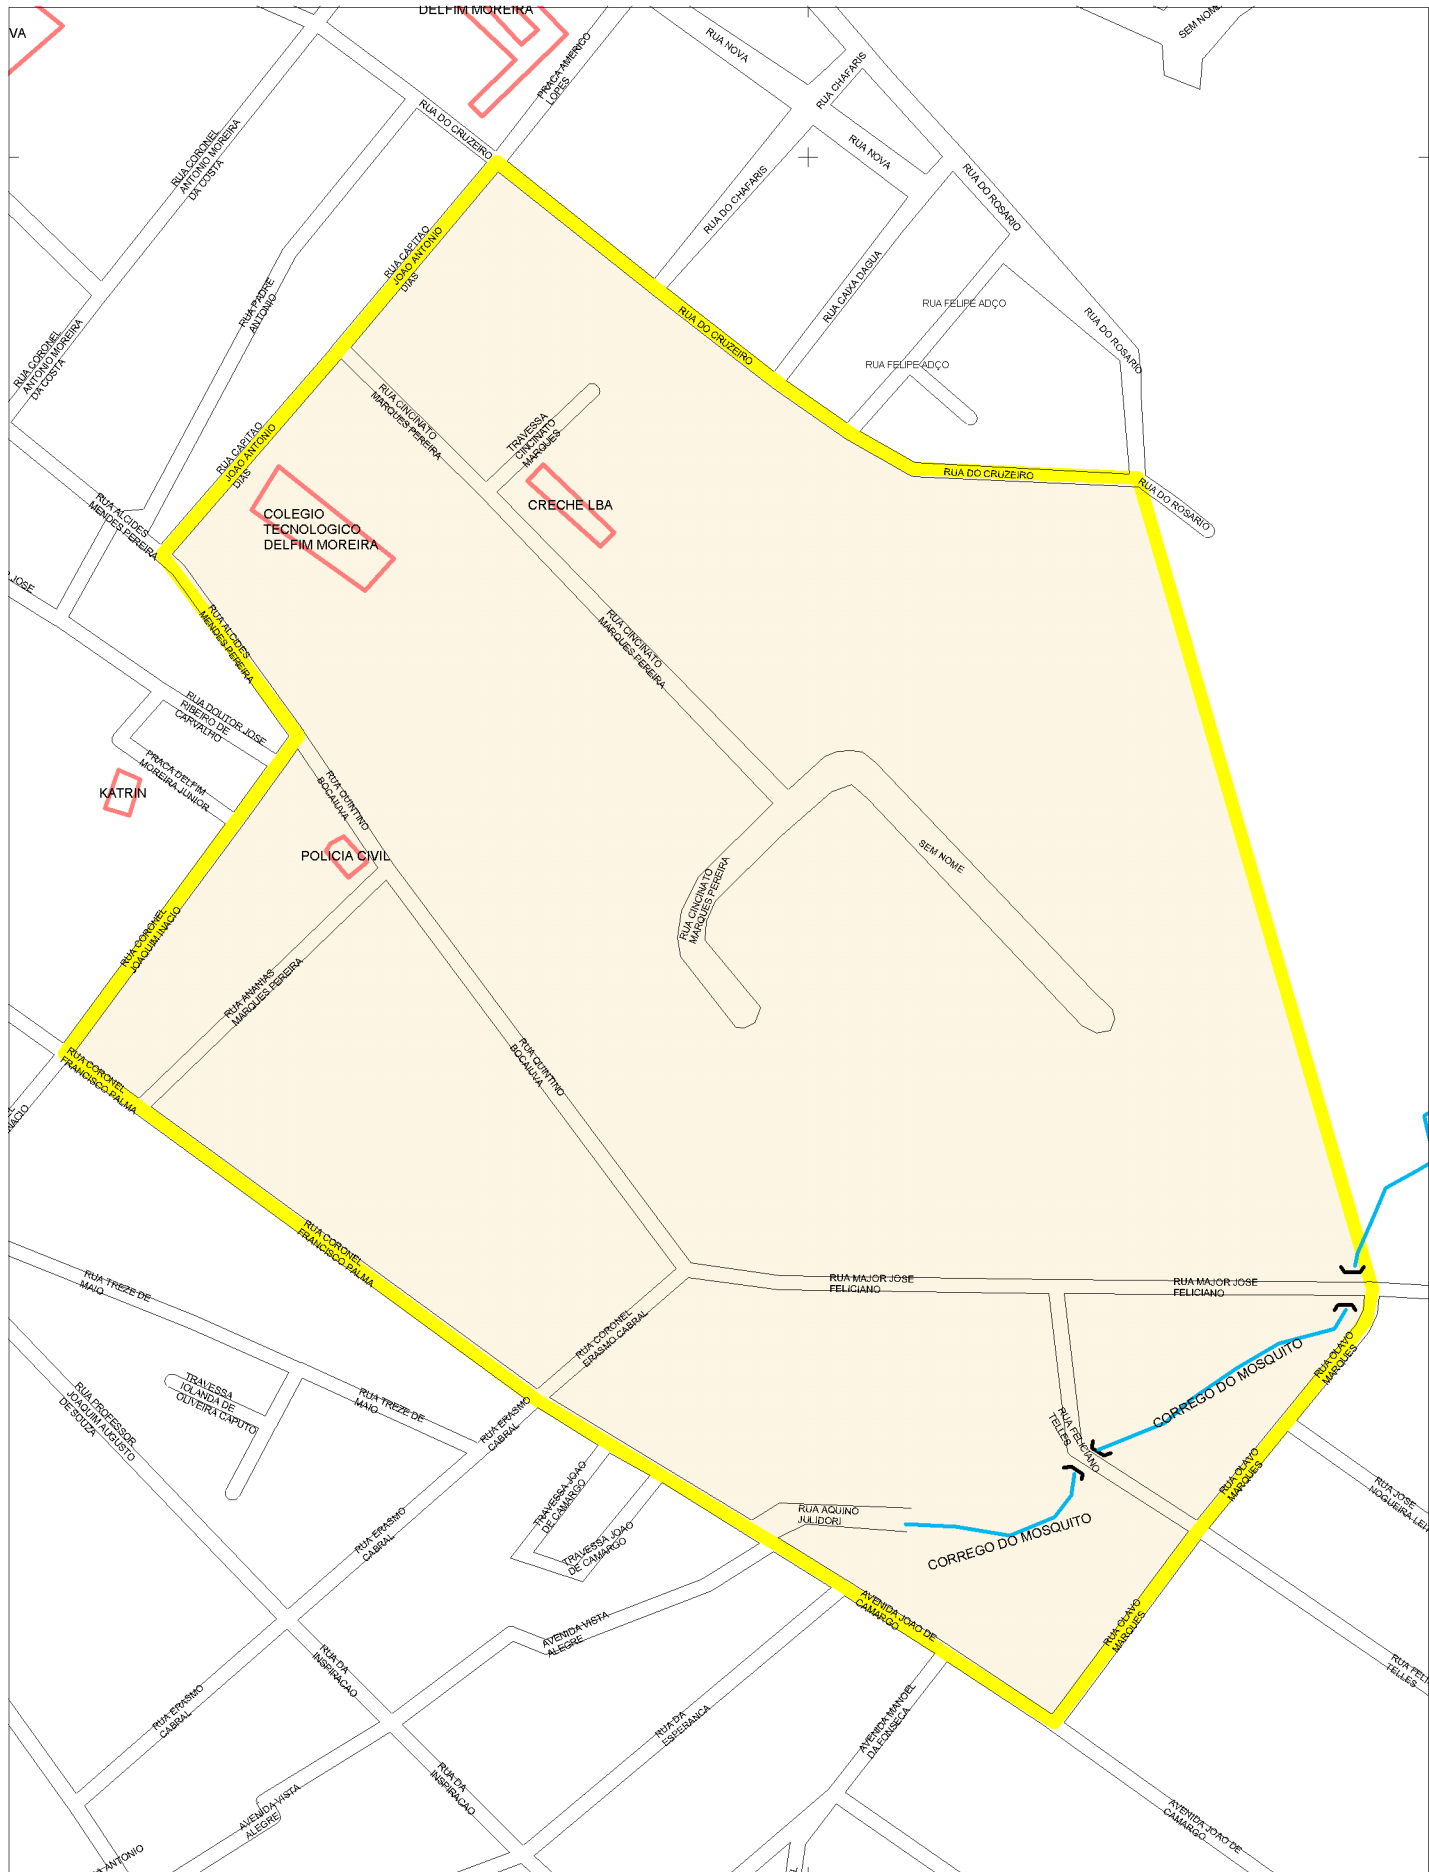 VA
DELFIM MOREIRA
SEM NOME
RUA NOVA
PRACA AMERICO
LOPES
RUA CHAFARIS
RUA DO CRUZEIRO
RUA CORONEL
ANTONIO MOREIRA
DA COSTA
RUA NOVA
RUA DO ROSARIO
RUA DO CHAFARIS
RUA CAPITAO
JOAO ANTONIO
DIAS
RUA CAIXA DAGUA
RUA PADRE
ANTONIO
RUA FELIPE ADÇO
RUA DO CRUZEIRO
RUA DO ROSARIO
RUA CORONEL
ANTONIO MOREIRA
DA COSTA
RUA FELIPE ADÇO
RUA CINCINATO
MARQUES PEREIRA
TRAVESSA
CINCINATO
MARQUES
RUA CAPITAO
JOAO ANTONIO
DIAS
RUA DO CRUZEIRO
RUA DO ROSARIO
CRECHE LBA
COLEGIO
TECNOLOGICO
DELFIM MOREIRA
RUA ALCIDES
MENDES PEREIRA
JOSE
RUA ALCIDES
MENDES PEREIRA
RUA CINCINATO
MARQUES PEREIRA
RUA DOUTOR JOSE
RIBEIRO DE
CARVALHO
PRACA DELFIM
MOREIRA JUNIOR
KATRIN
RUA QUINTINO
BOCAIUVA
POLICIA CIVIL
SEM NOME
RUA CINCINATO
MARQUES PEREIRA
RUA CORONEL
JOAQUIM INACIO
RUA ANANIAS
MARQUES PEREIRA
RUA QUINTINO
BOCAIUVA
RUA CORONEL
FRANCISCO PALMA
NACIO
RUA CORONEL
FRANCISCO PALMA
RUA TREZE DE
MAIO
RUA MAJOR JOSE
FELICIANO
RUA MAJOR JOSE
FELICIANO
RUA CORONEL
ERASMO CABRAL
RUA OLAVO
MARQUES
CORREGO DO MOSQUITO
TRAVESSA
IOLANDA DE
OLIVEIRA CAPUTO
RUA TREZE DE
MAIO
RUA PROFESSOR
JOAQUIM AUGUSTO
DE SOUZA
RUA ERASMO
CABRAL
RUA FELICIANO
TELLES
RUA OLAVO
MARQUES
RUA JOSE
NOGUEIRA LEI
TRAVESSA JOAO
DE CAMARGO
RUA AQUINO
JULIDORI
CORREGO DO MOSQUITO
RUA ERASMO
CABRAL
TRAVESSA JOAO
DE CAMARGO
AVENIDA JOAO DE
CAMARGO
RUA OLAVO
MARQUES
AVENIDA VISTA
ALEGRE
RUA DA
INSPIRACAO
RUA FELI
TELLES
RUA ERASMO
CABRAL
RUA DA
ESPERANCA
AVENIDA MANOEL
DA FONSECA
RUA DA
INSPIRACAO
AVENIDA VISTA
ALEGRE
AVENIDA JOAO DE
CAMARGO
ANTONIO